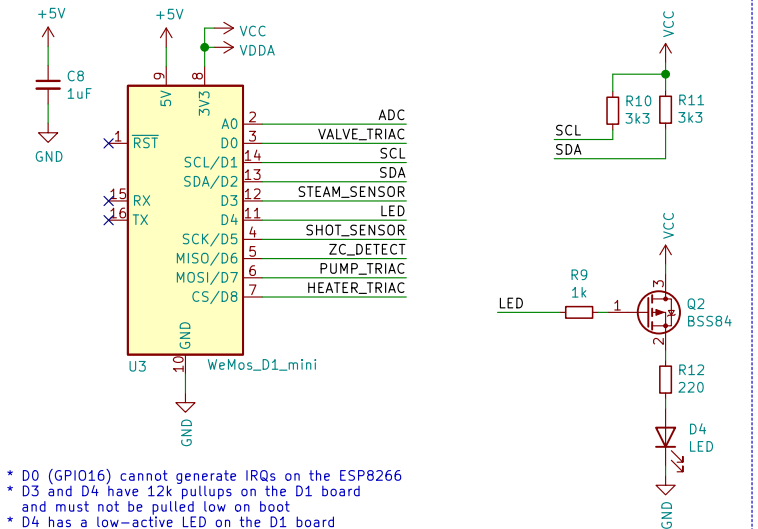 +5V
C8
1uF
GND
+5V
VCC
VDDA
9
8
5V
3V3
1
RST
15
RX
16
TX
A0
2
ADC
D0
3
VALVE_TRIAC
SCL/D1
14
SCL
SDA/D2
13
SDA
D3
12
STEAM_SENSOR
D4
11
LED
SCK/D5
4
SHOT_SENSOR
MISO/D6
5
ZC_DETECT
MOSI/D7
6
PUMP_TRIAC
CS/D8
7
HEATER_TRIAC
GND
10
U3
WeMos_D1_mini
GND
VCC
R10
3k3
R11
3k3
SCL
SDA
VCC
LED
R9
1k
1
3
2
Q2
BSS84
R12
220
D4
LED
GND
* D0 (GPIO16) cannot generate IRQs on the ESP8266
* D3 and D4 have 12k pullups on the D1 board
and must not be pulled low on boot
* D4 has a low-active LED on the D1 board